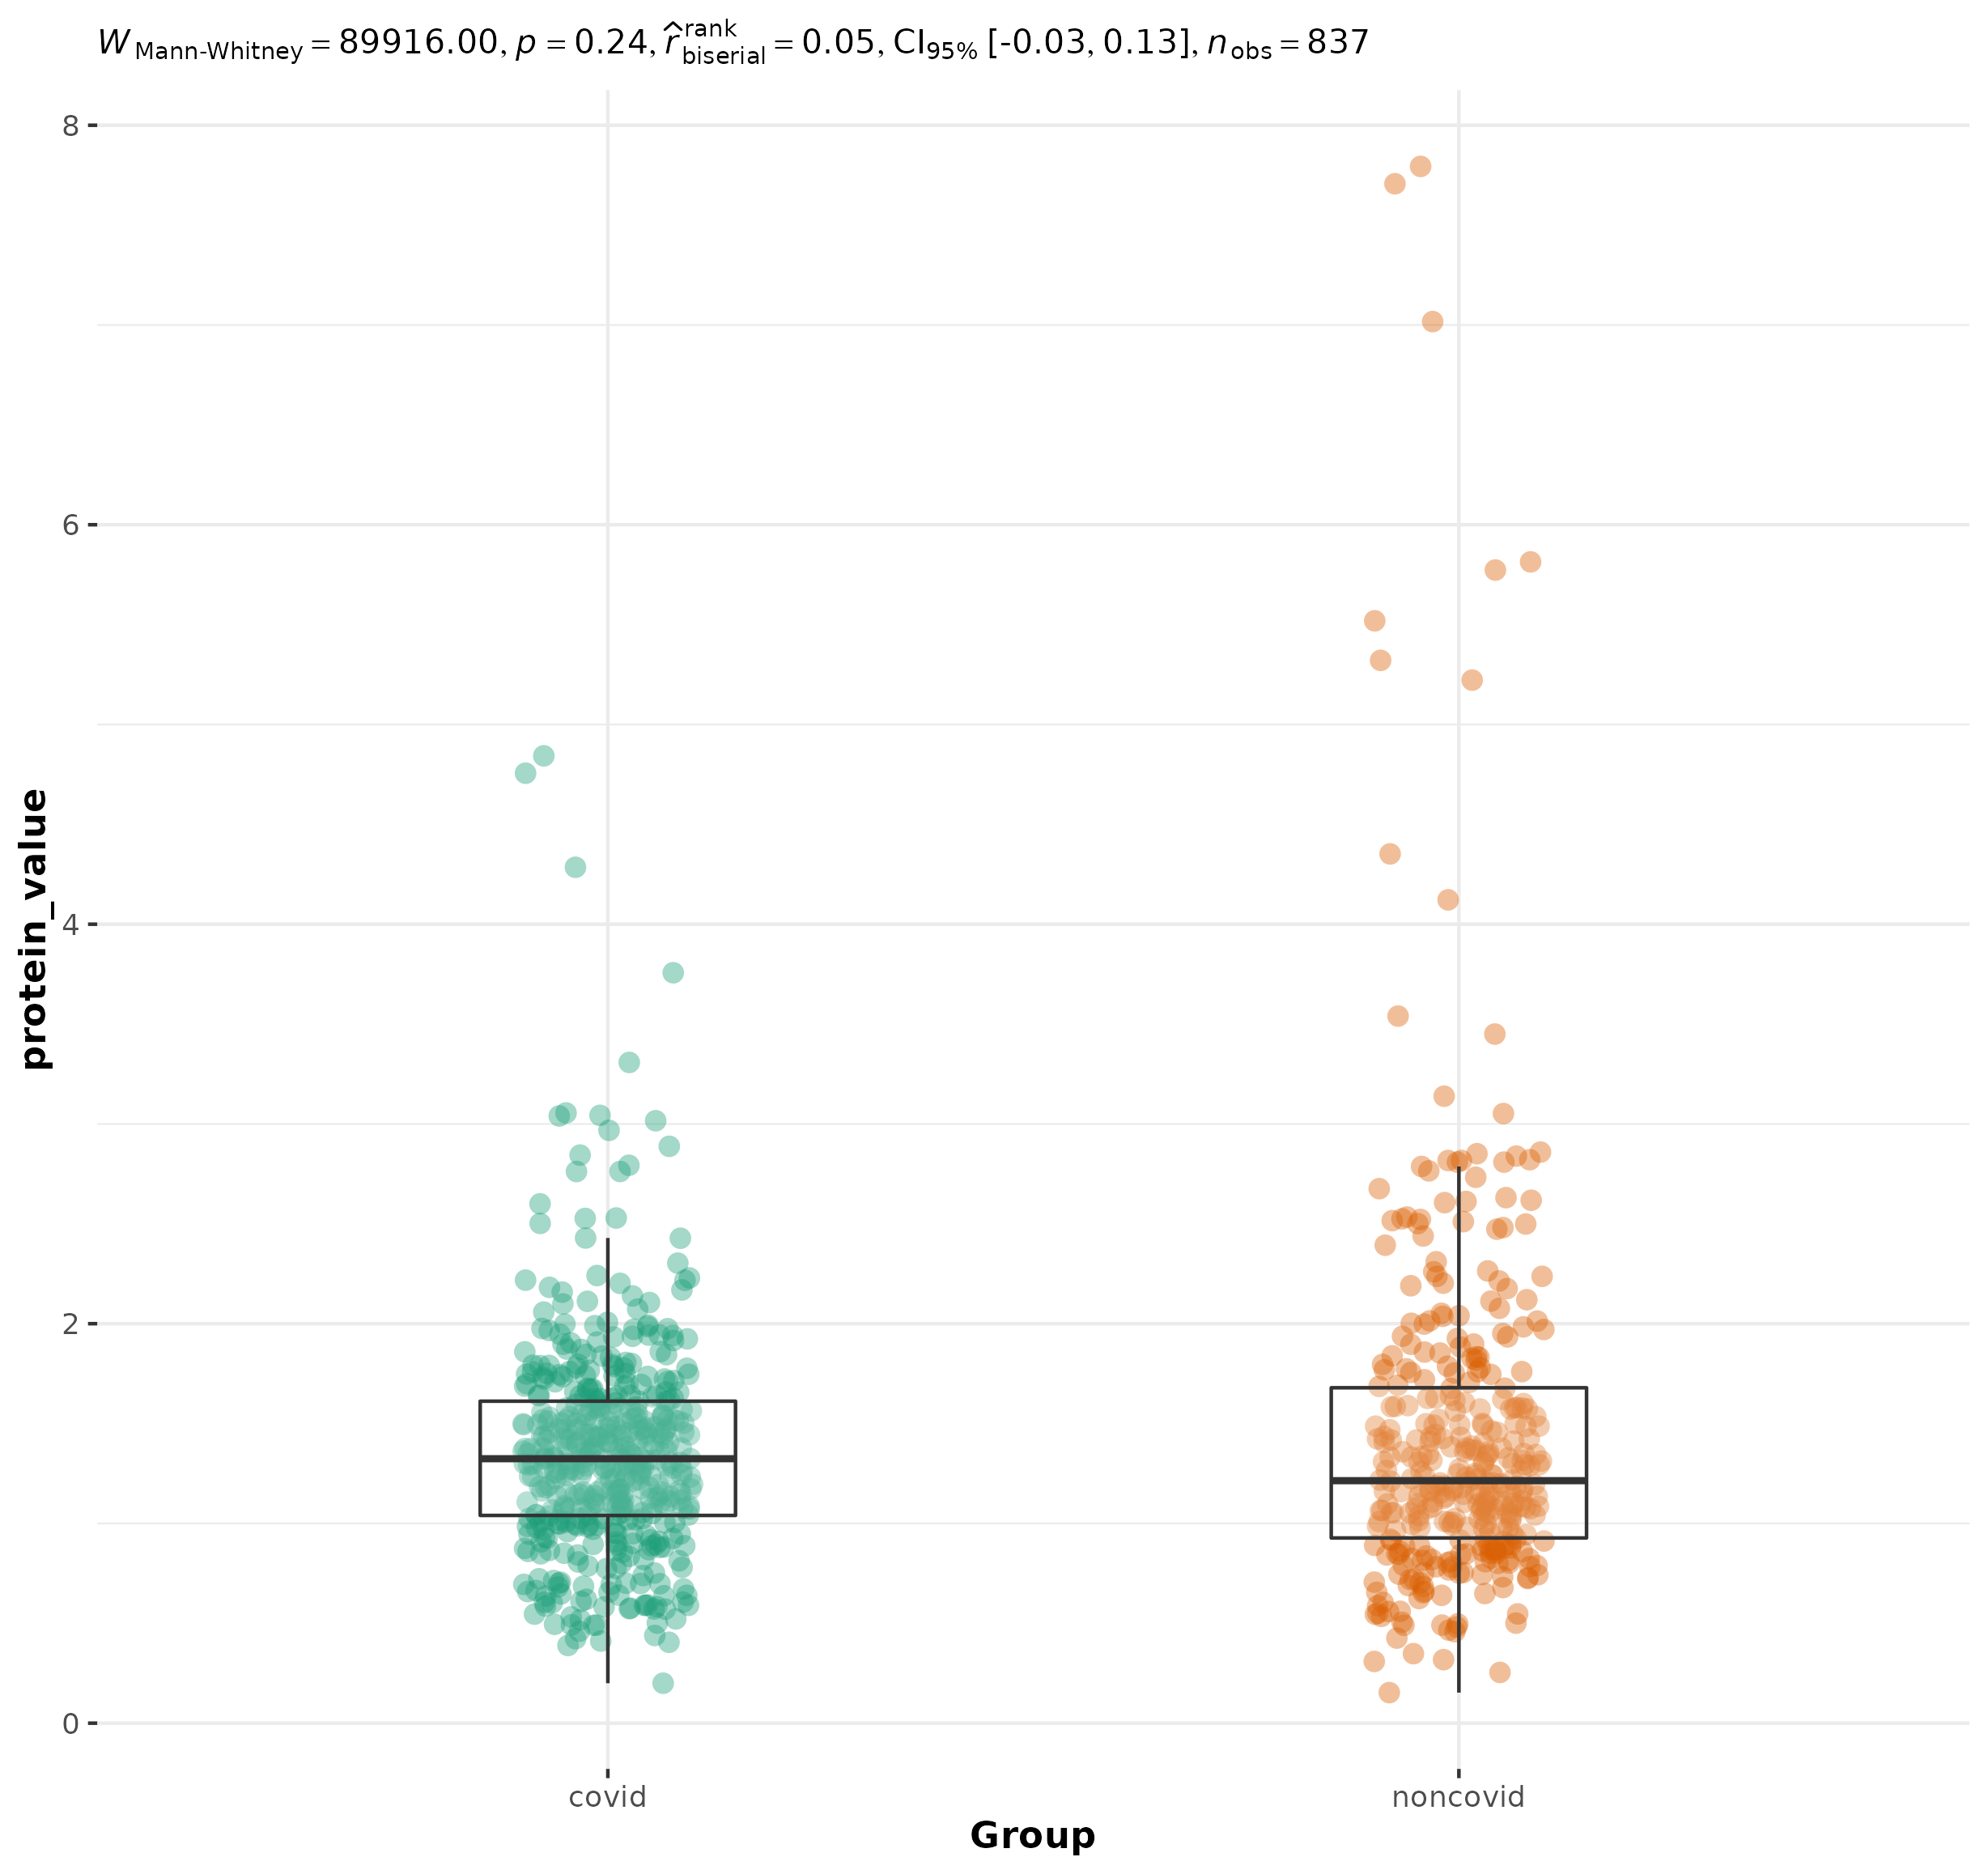 W Mann-Whitney = 89916.00, p = 0.24, r̂ rank biserial = 0.05, CI95% [-0.03, 0.13], n obs = 837
8
6
4
2
0
protein_value
covid noncovid
Group